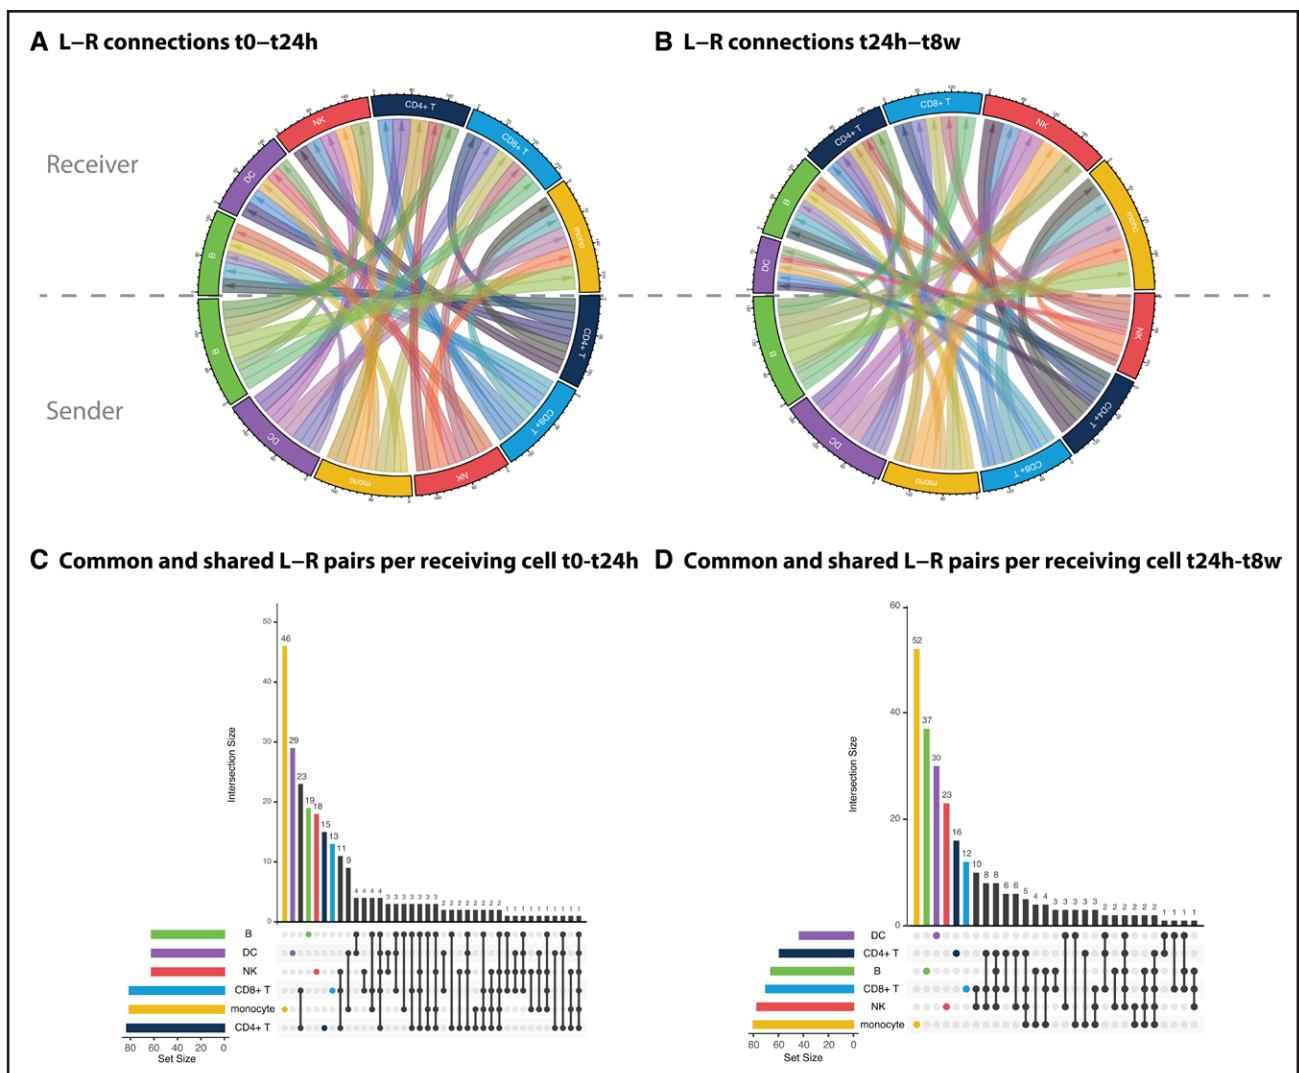 A L–R connections t0–t24h
B L–R connections t24h–t8w
Receiver
Sender
NK
CD4+ T
CD8+ T
mono
DC
B
B
DC
mono
NK
CD8+ T
CD4+ T
CD4+ T
CD8+ T
NK
mono
B
DC
B
DC
mono
CD8+ T
CD4+ T
NK
C Common and shared L–R pairs per receiving cell t0-t24h
D Common and shared L–R pairs per receiving cell t24h-t8w
Intersection Size
50
40
30
20
10
0
46
29
23
19
18
15
13
11
9
4 4 4 4 3 3 3 3 3 3 3 2 2 2 2 2 2 2 2 1 1 1 1 1 1 1 1 1 1
B
DC
NK
CD8+ T
monocyte
CD4+ T
80 60 40 20 0
Set Size
Intersection Size
60
40
20
0
52
37
30
23
16
12
10
8 8
6 6
5
4 4
3 3 3 3 3
2 2 2 2 2 2
1 1 1 1
DC
CD4+ T
B
CD8+ T
NK
monocyte
80 60 40 20 0
Set Size